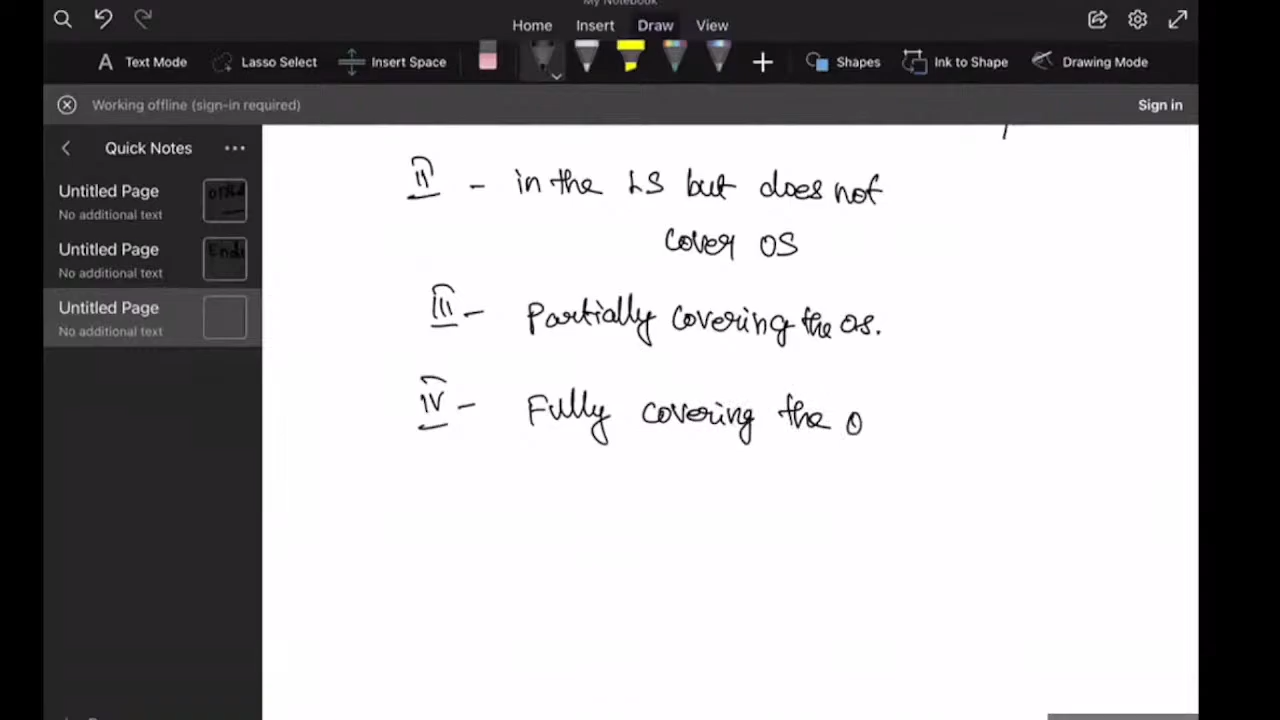 My Notebook
Home Insert Draw View
Text Mode Lasso Select Insert Space Shapes Ink to Shape Drawing Mode
Working offline (sign-in required) Sign in
Quick Notes
Untitled Page
No additional text
Untitled Page
No additional text
Untitled Page
No additional text
II - in the LS but does not
cover OS
III - Partially covering the OS.
IV - Fully covering the O